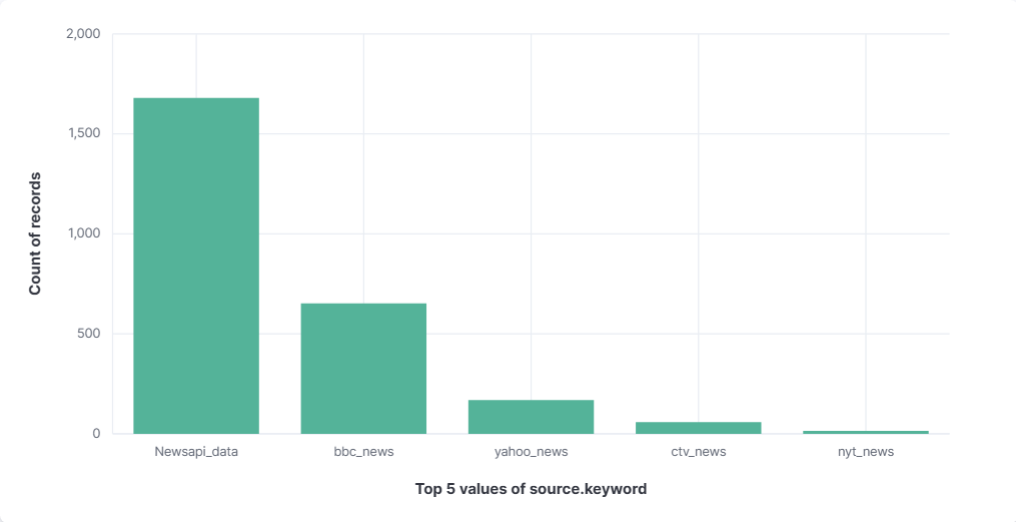 2,000
1,500
1,000
500
0
Count of records
Newsapi_data bbc_news yahoo_news ctv_news nyt_news
Top 5 values of source.keyword